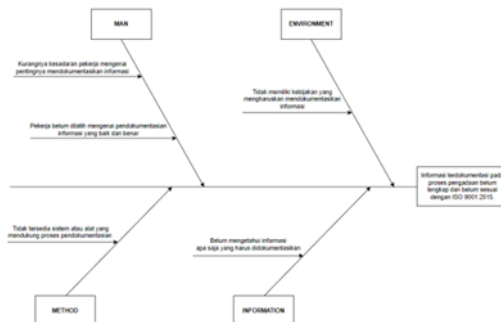 MAN
ENVIRONMENT
Kurangnya kesadaran pekerja mengenai
pentingnya mendokumentasikan informasi
Tidak memiliki kebijakan yang
mengharuskan mendokumentasikan
informasi
Pekerja belum dilatih mengenai pendokumentasian
informasi yang baik dan benar
Informasi terdokumentasi pada
proses pengadaan belum
lengkap dan belum sesuai
dengan ISO 9001:2015.
Tidak tersedia sistem atau alat yang
mendukung proses pendokumentasian
Belum mengetahui informasi
apa saja yang harus didokumentasikan
METHOD
INFORMATION